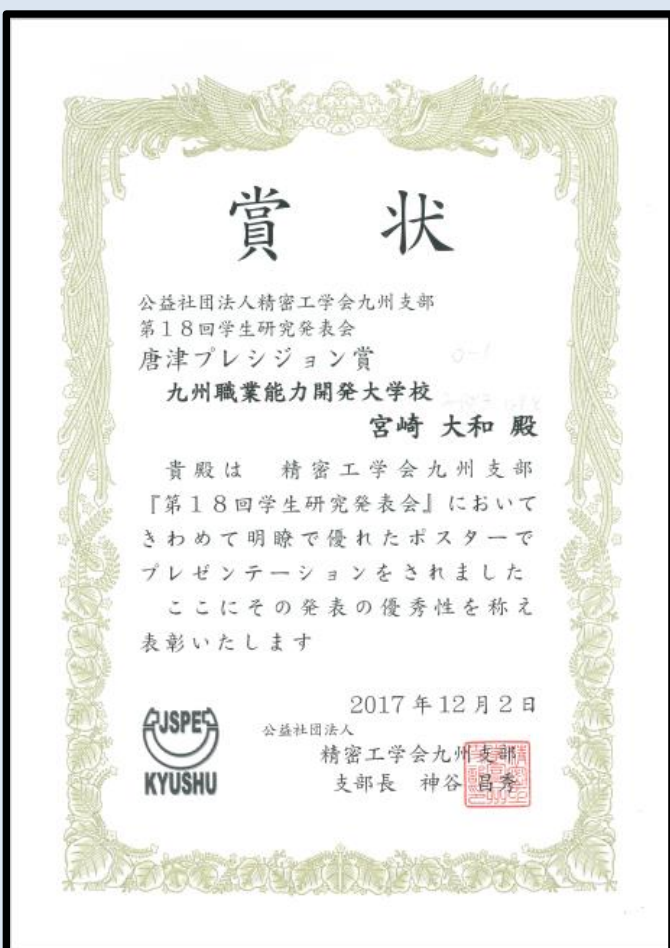 賞 状
公益社団法人精密工学会九州支部
第18回学生研究発表会
唐津プレシジョン賞
九州職業能力開発大学校
宮崎 大和 殿
貴殿は 精密工学会九州支部
『第18回学生研究発表会』において
きわめて明瞭で優れたポスターで
プレゼンテーションをされました
ここにその発表の優秀性を称え
表彰いたします
2017年12月2日
公益社団法人
精密工学会九州支部
支部長 神谷 昌秀
JSPE
KYUSHU